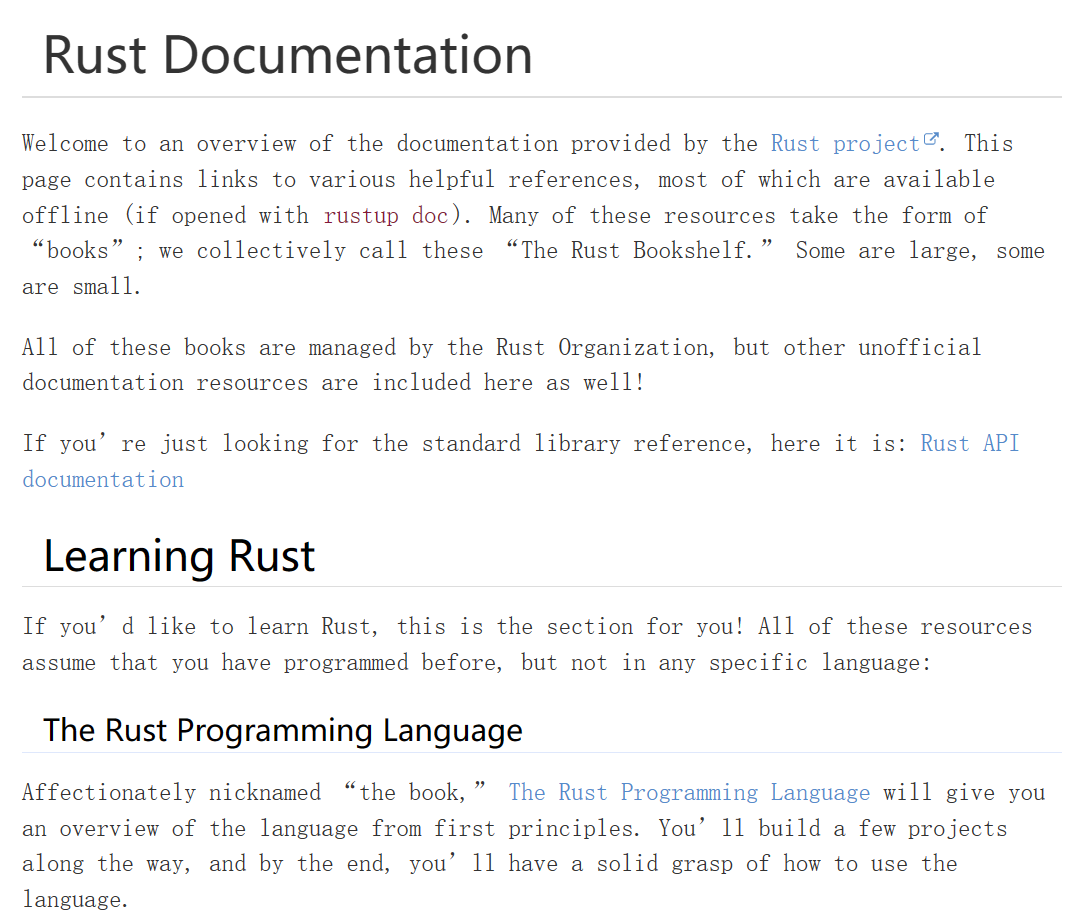 Rust Documentation
Welcome to an overview of the documentation provided by the Rust project. This
page contains links to various helpful references, most of which are available
offline (if opened with rustup doc). Many of these resources take the form of
“books”; we collectively call these “The Rust Bookshelf.” Some are large, some
are small.
All of these books are managed by the Rust Organization, but other unofficial
documentation resources are included here as well!
If you’re just looking for the standard library reference, here it is: Rust API
documentation
Learning Rust
If you’d like to learn Rust, this is the section for you! All of these resources
assume that you have programmed before, but not in any specific language:
The Rust Programming Language
Affectionately nicknamed “the book,” The Rust Programming Language will give you
an overview of the language from first principles. You’ll build a few projects
along the way, and by the end, you’ll have a solid grasp of how to use the
language.